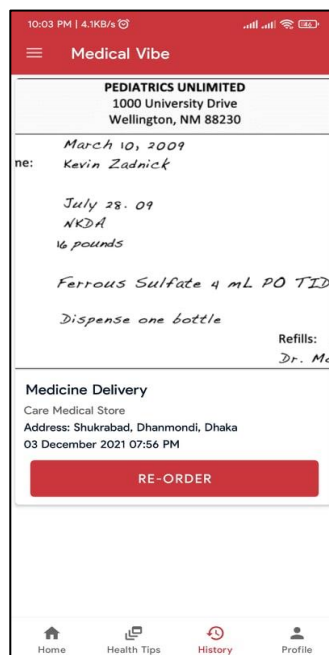 10:03 PM | 4.1KB/s
Medical Vibe
PEDIATRICS UNLIMITED
1000 University Drive
Wellington, NM 88230
March 10, 2009
me: Kevin Zadnick
July 28. 09
NKDA
16 pounds
Ferrous Sulfate 4 mL PO TID
Dispense one bottle
Refills:
Dr. Mo
Medicine Delivery
Care Medical Store
Address: Shukrabad, Dhanmondi, Dhaka
03 December 2021 07:56 PM
RE-ORDER
Home Health Tips History Profile